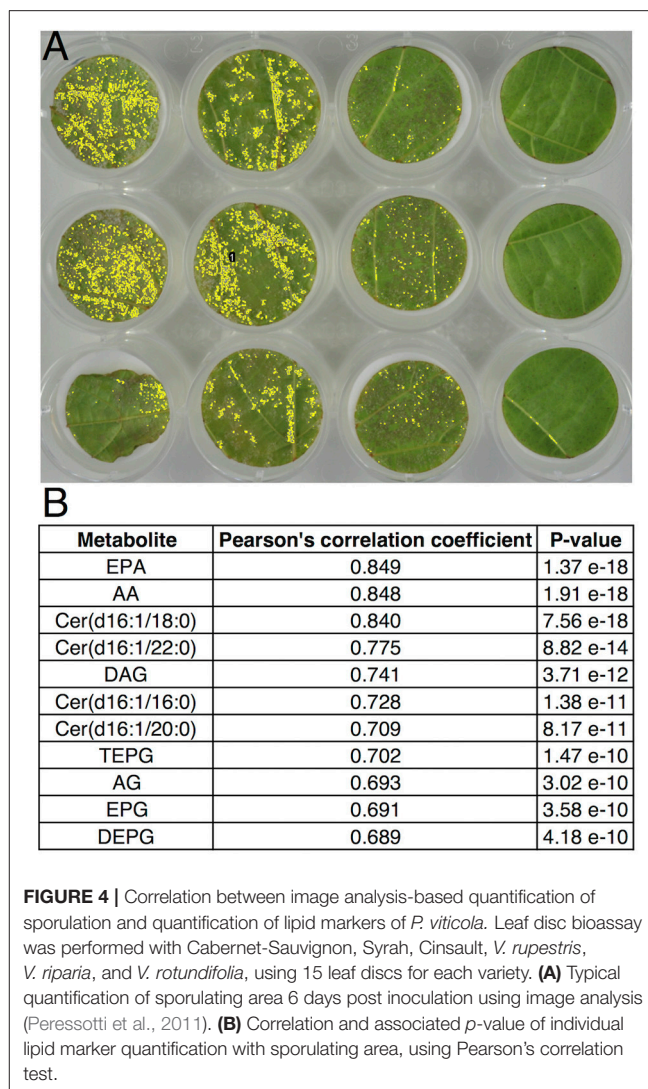 A
1
B
Metabolite Pearson's correlation coefficient P-value
EPA 0.849 1.37 e-18
AA 0.848 1.91 e-18
Cer(d16:1/18:0) 0.840 7.56 e-18
Cer(d16:1/22:0) 0.775 8.82 e-14
DAG 0.741 3.71 e-12
Cer(d16:1/16:0) 0.728 1.38 e-11
Cer(d16:1/20:0) 0.709 8.17 e-11
TEPG 0.702 1.47 e-10
AG 0.693 3.02 e-10
EPG 0.691 3.58 e-10
DEPG 0.689 4.18 e-10
FIGURE 4 | Correlation between image analysis-based quantification of
sporulation and quantification of lipid markers of P. viticola. Leaf disc bioassay
was performed with Cabernet-Sauvignon, Syrah, Cinsault, V. rupestris,
V. riparia, and V. rotundifolia, using 15 leaf discs for each variety. (A) Typical
quantification of sporulating area 6 days post inoculation using image analysis
(Peressotti et al., 2011). (B) Correlation and associated p-value of individual
lipid marker quantification with sporulating area, using Pearson's correlation
test.